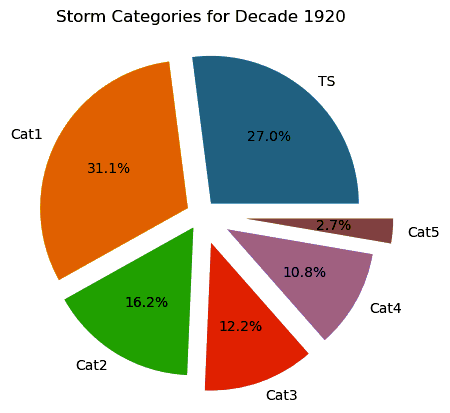 Storm Categories for Decade 1920
TS
27.0%
Cat1
31.1%
Cat2
16.2%
Cat3
12.2%
Cat4
10.8%
Cat5
2.7%